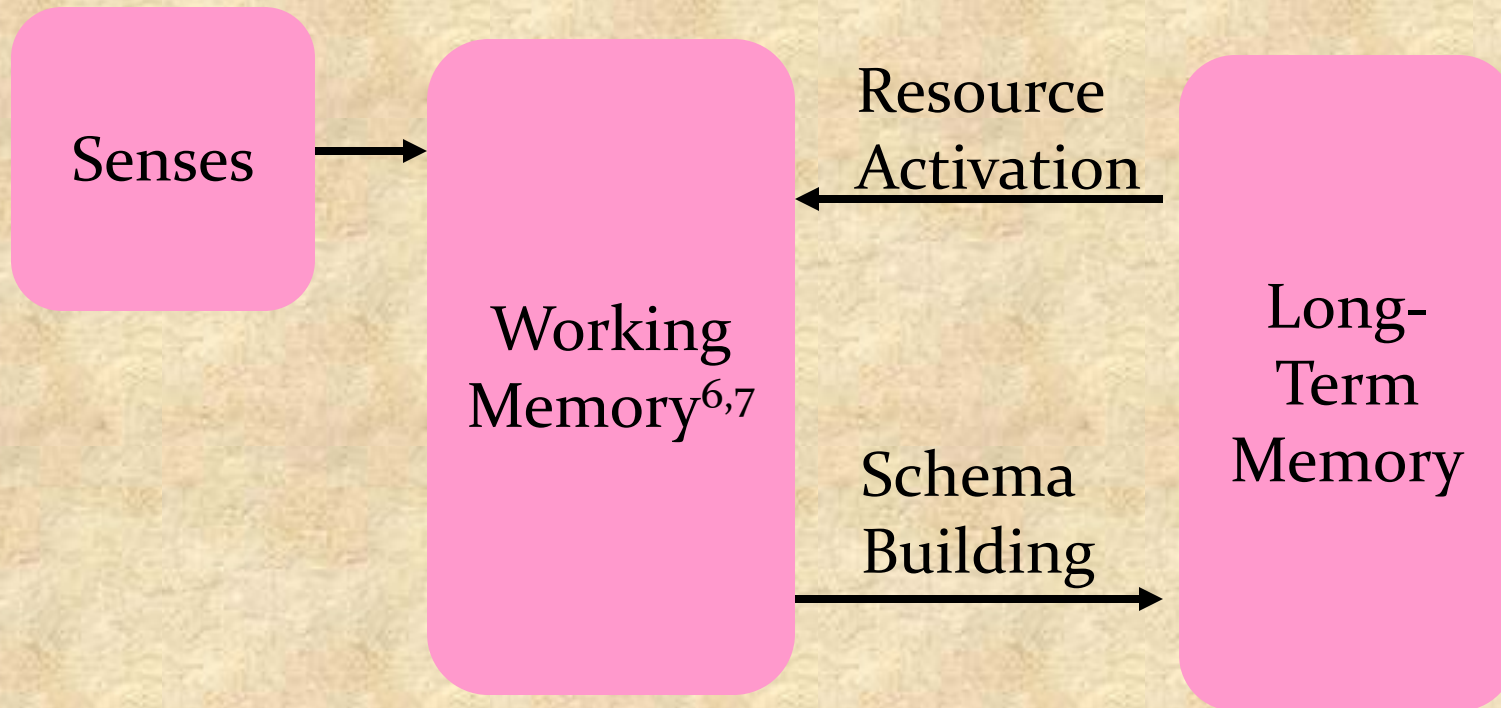 Senses
Working
Memory⁶,⁷
Resource
Activation
Schema
Building
Long-
Term
Memory